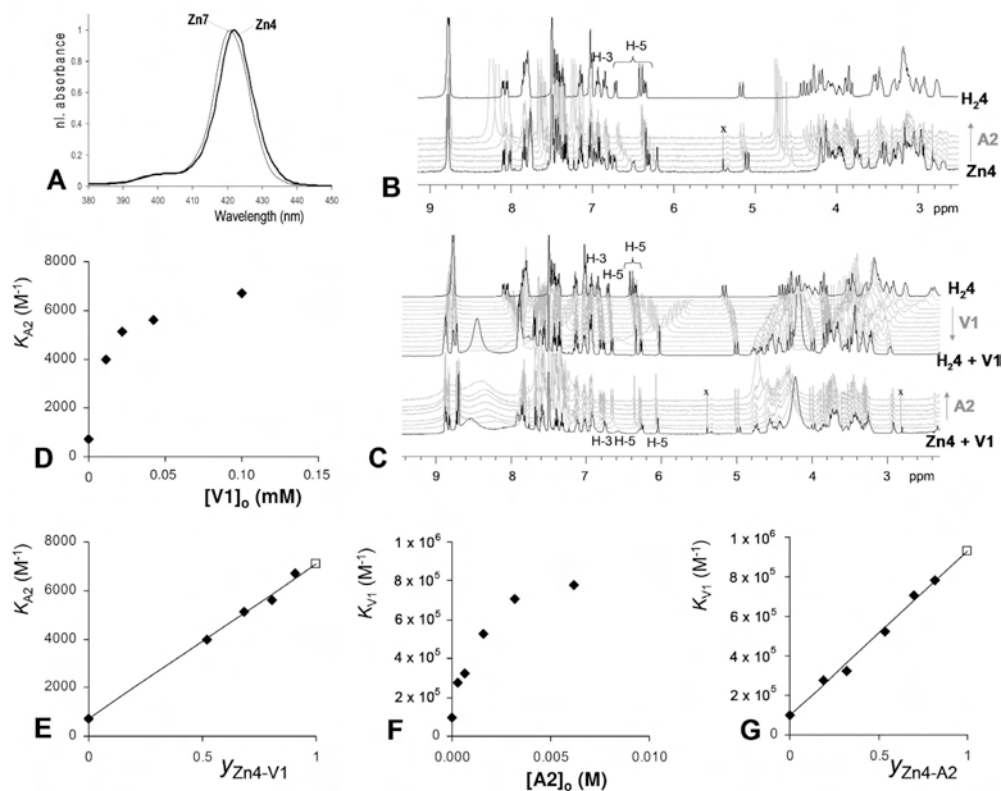 Zn7 Zn4
nl. absorbance
1
0.8
0.6
0.4
0.2
0
380 390 400 410 420 430 440 450
Wavelength (nm)
A
H-3 H-5
H₂4
x
A2
Zn4
9 8 7 6 5 4 3 ppm
B
H-3 H-5 H-5
H₂4
V1
H₂4 + V1
x x
A2
H-3 H-5 H-5
Zn4 + V1
9 8 7 6 5 4 3 ppm
C
K_A2 (M⁻¹)
8000
6000
4000
2000
0
0 0.05 0.10 0.15
[V1]₀ (mM)
D
K_A2 (M⁻¹)
8000
6000
4000
2000
0
0 0.5 1
y_Zn4-V1
E
K_V1 (M⁻¹)
1 x 10⁶
8 x 10⁵
6 x 10⁵
4 x 10⁵
2 x 10⁵
0
0.000 0.005 0.010
[A2]₀ (M)
F
K_V1 (M⁻¹)
1 x 10⁶
8 x 10⁵
6 x 10⁵
4 x 10⁵
2 x 10⁵
0
0 0.5 1
y_Zn4-A2
G